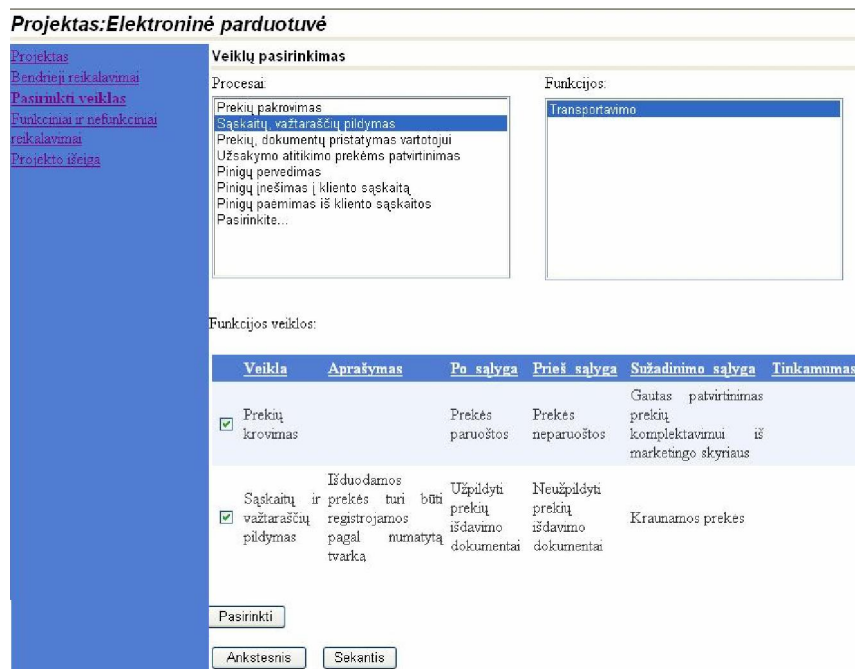 Projektas:Elektroninė parduotuvė
Projektas
Bendrieji reikalavimai
Pasirinkti veiklas
Funkciniai ir nefunkciniai
reikalavimai
Projekto išeiga
Veiklų pasirinkimas
Procesai:
Prekių pakrovimas
Sąskaitų, važtaraščių pildymas
Prekių, dokumentų pristatymas vartotojui
Užsakymo atitikimo prekėms patvirtinimas
Pinigų pervedimas
Pinigų įnešimas į kliento sąskaitą
Pinigų paėmimas iš kliento sąskaitos
Pasirinkite...
Funkcijos:
Transportavimo
Funkcijos veiklos:
Veikla Aprašymas Po sąlyga Prieš sąlyga Sužadinimo sąlyga Tinkamumas
Prekių
krovimas
Prekės
paruoštos
Prekės
neparuoštos
Gautas patvirtinimas
prekių
komplektavimui iš
marketingo skyriaus
Sąskaitų ir
važtaraščių
pildymas
Išduodamos
prekės turi būti
registrojamos
pagal numatytą
tvarką
Užpildyti
prekių
išdavimo
dokumentai
Neužpildyti
prekių
išdavimo
dokumentai
Kraunamos prekės
Pasirinkti
Ankstesnis Sekantis